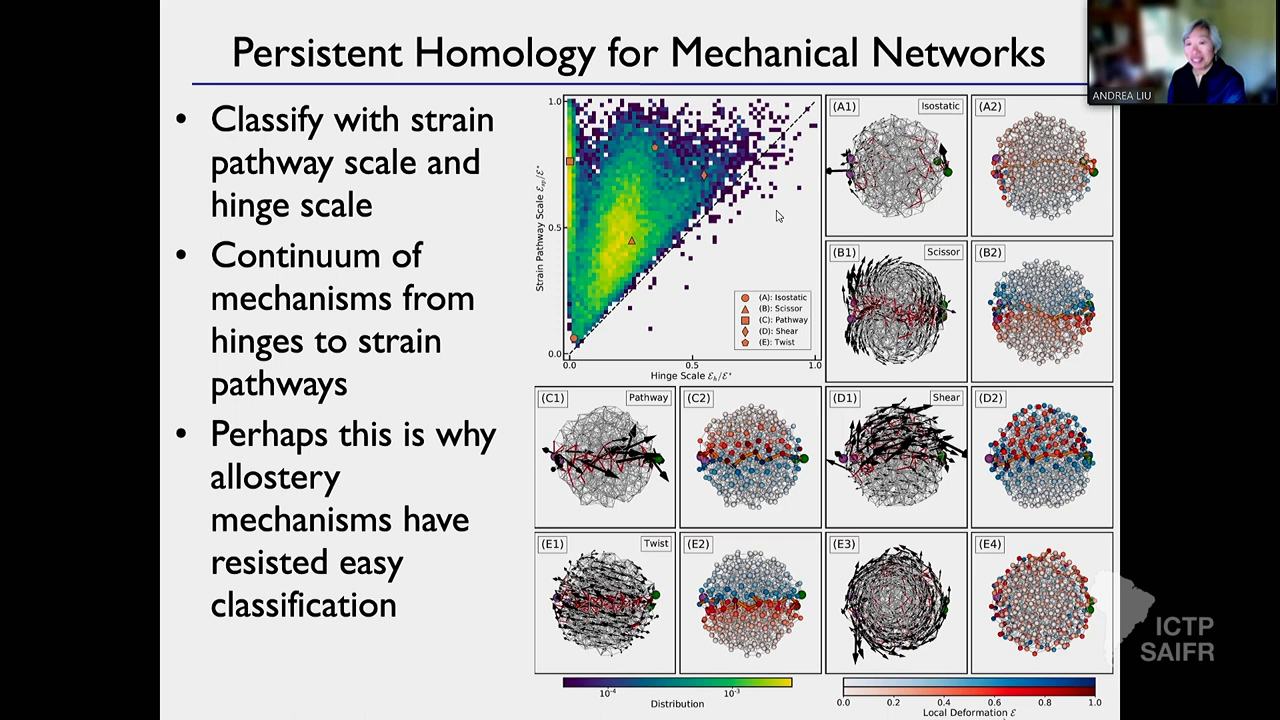 Persistent Homology for Mechanical Networks
ANDREA LIU
• Classify with strain
pathway scale and
hinge scale
• Continuum of
mechanisms from
hinges to strain
pathways
• Perhaps this is why
allostery
mechanisms have
resisted easy
classification
1.0
0.5
0.0
Strain Pathway Scale ℰsp/ℰ*
0.0 0.5 1.0
Hinge Scale ℰh/ℰ*
(A): Isostatic
(B): Scissor
(C): Pathway
(D): Shear
(E): Twist
(A1) Isostatic
(A2)
(B1) Scissor
(B2)
(C1) Pathway
(C2)
(D1) Shear
(D2)
(E1) Twist
(E2)
(E3)
(E4)
10⁻⁴ 10⁻³
Distribution
0.0 0.2 0.4 0.6 0.8 1.0
Local Deformation ℰ
ICTP
SAIFR